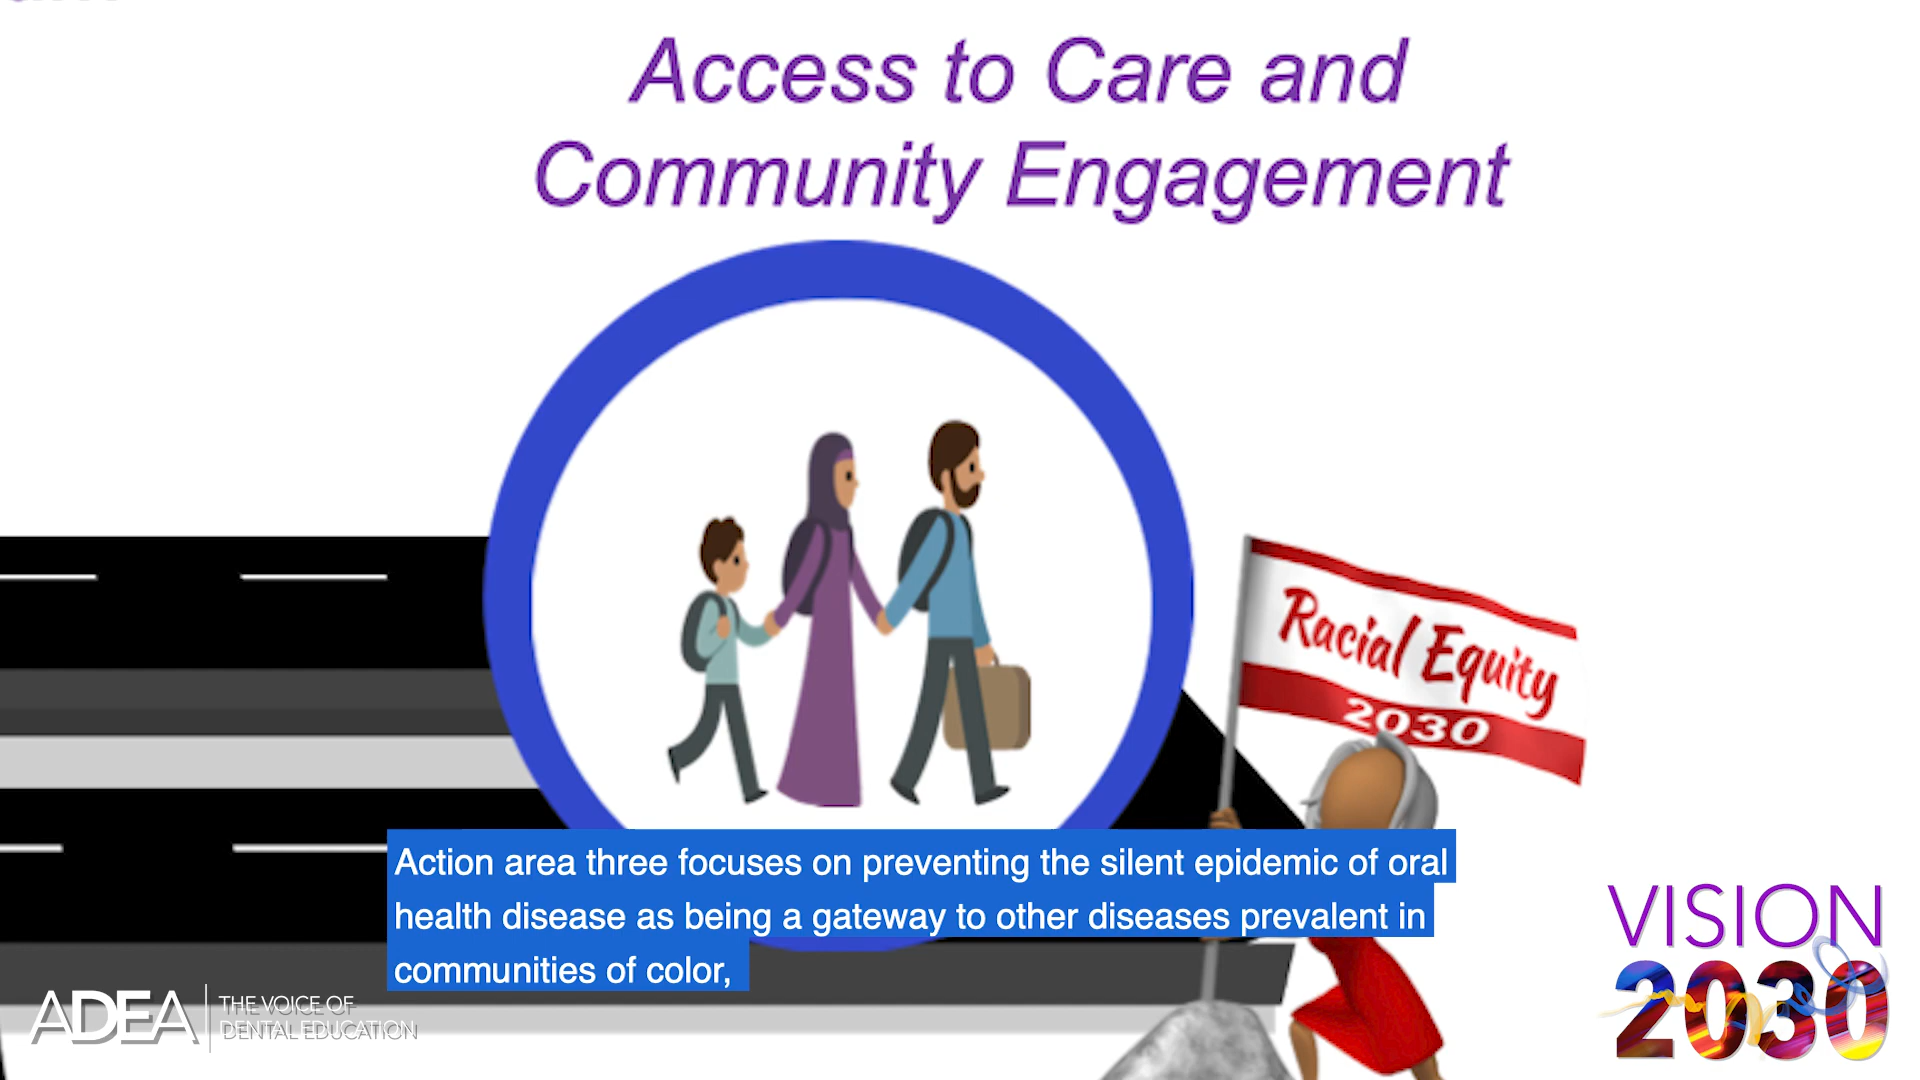 Access to Care and
Community Engagement
Racial Equity
2030
Action area three focuses on preventing the silent epidemic of oral
health disease as being a gateway to other diseases prevalent in
communities of color,
ADEA
THE VOICE OF
DENTAL EDUCATION
VISION
2030